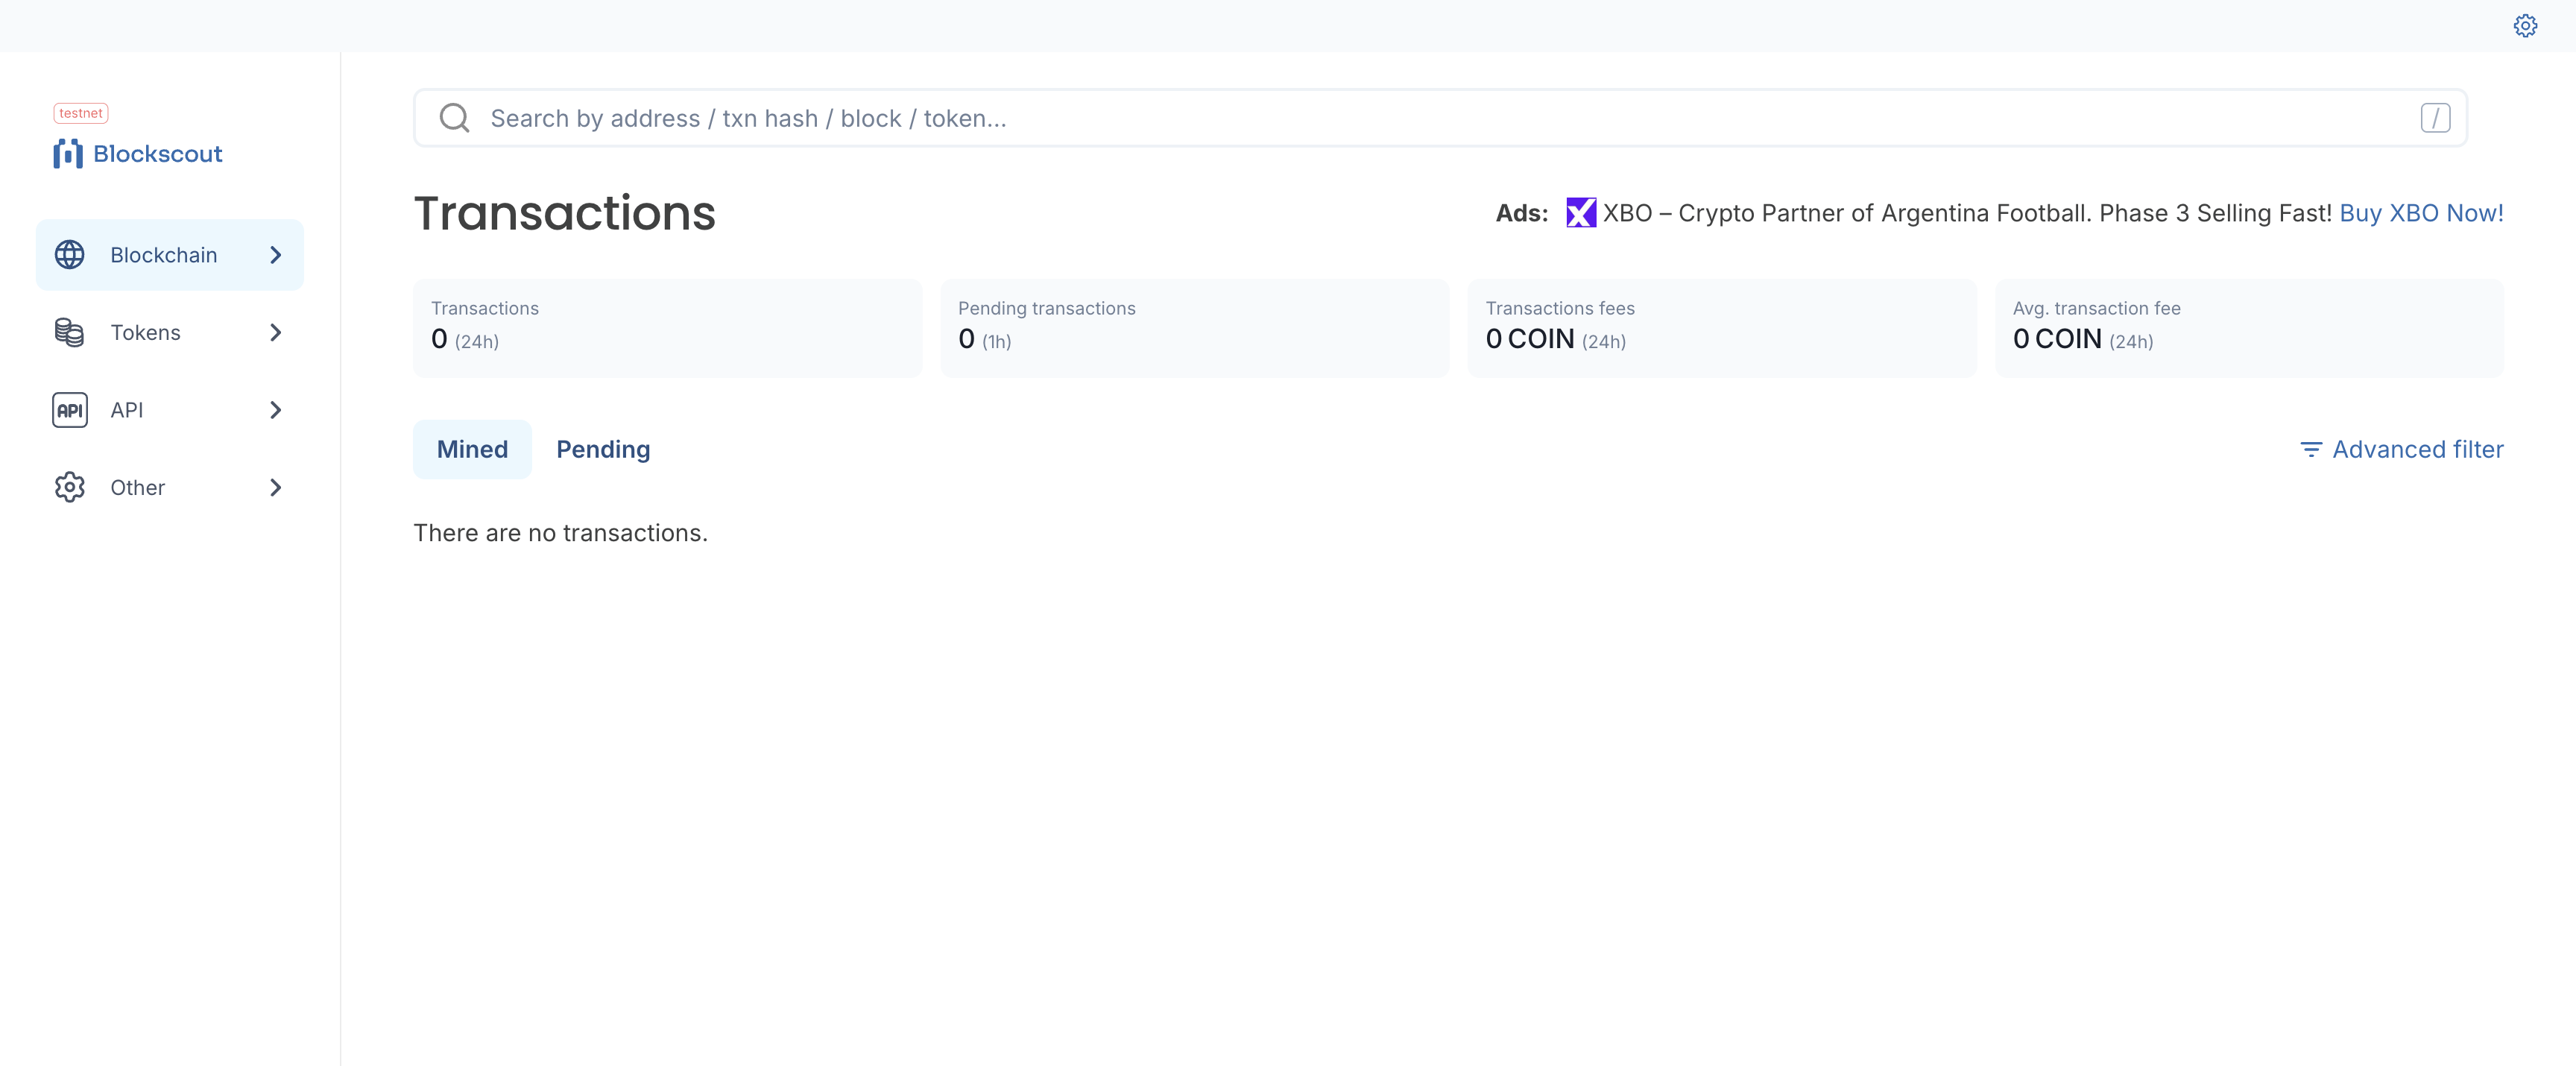 testnet
Blockscout
Blockchain
Tokens
API
API
Other
Search by address / txn hash / block / token...
/
Transactions
Ads: XBO – Crypto Partner of Argentina Football. Phase 3 Selling Fast! Buy XBO Now!
Transactions
0 (24h)
Pending transactions
0 (1h)
Transactions fees
0 COIN (24h)
Avg. transaction fee
0 COIN (24h)
Mined
Pending
Advanced filter
There are no transactions.